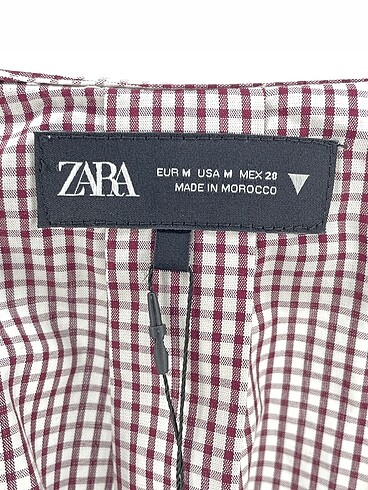 ZARA
EUR M USA M MEX 28
MADE IN MOROCCO